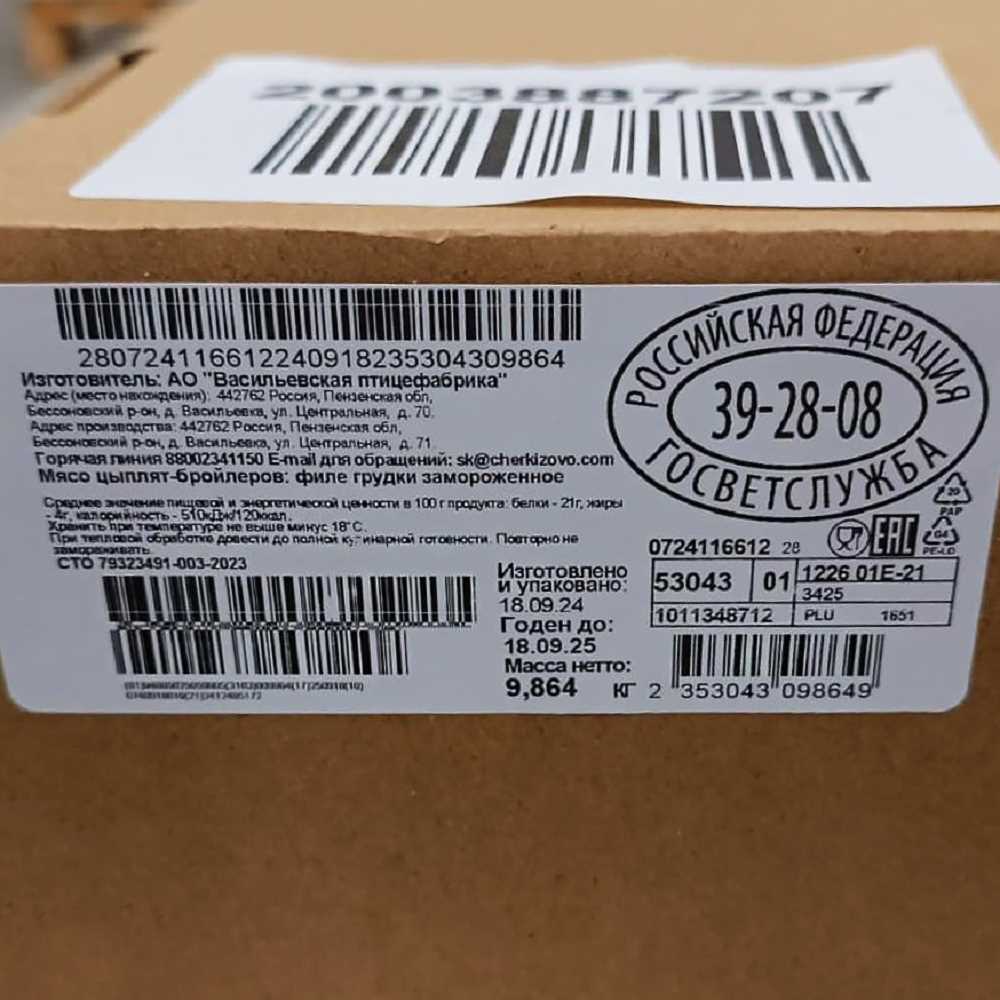 2003887207
28072411661224091823530430​9864
Изготовитель: АО "Васильевская птицефабрика"
Адрес (место нахождения): 442762 Россия, Пензенская обл,
Бессоновский р-он, д. Васильевка, ул. Центральная, д. 70.
Адрес производства: 442762 Россия, Пензенская обл,
Бессоновский р-он, д. Васильевка, ул. Центральная, д. 71.
Горячая линия 88002341150 E-mail для обращений: sk@cherkizovo.com
Мясо цыплят-бройлеров: филе грудки замороженное
Среднее значение пищевой и энергетической ценности в 100 г продукта: белки - 21г, жиры
- 4г, калорийность - 510кДж/120ккал.
Хранить при температуре не выше минус 18°C.
При тепловой обработке довести до полной кулинарной готовности. Повторно не
замораживать.
СТО 79323491-003-2023
Изготовлено
и упаковано:
18.09.24
Годен до:
18.09.25
Масса нетто:
9,864 кг
РОССИЙСКАЯ ФЕДЕРАЦИЯ
39-28-08
ГОСВЕТСЛУЖБА
20
PAP
04
PE-LD
EAC
0724116612 28
53043 01 1226 01E-21
3425
1011348712 PLU 1651
2 353043 098649